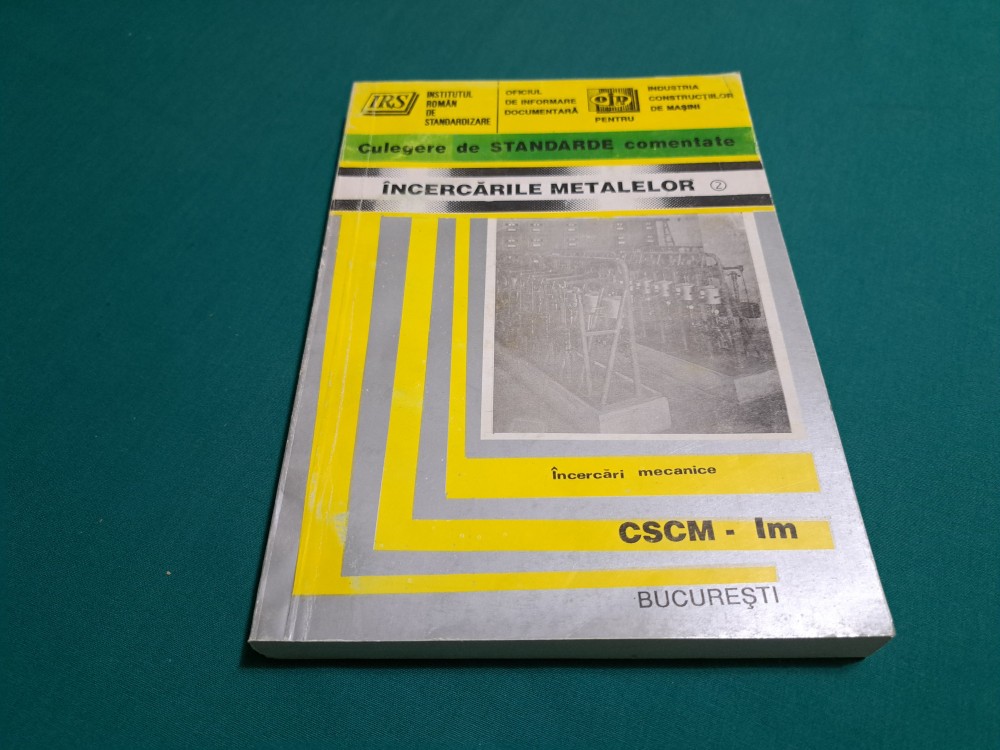 IRS
INSTITUTUL
ROMÂN
DE
STANDARDIZARE
OFICIUL
DE INFORMARE
DOCUMENTARĂ
OID
PENTRU
INDUSTRIA
CONSTRUCȚIILOR
DE MAȘINI
Culegere de STANDARDE comentate
ÎNCERCĂRILE METALELOR ②
Încercări mecanice
CSCM - Im
BUCUREȘTI